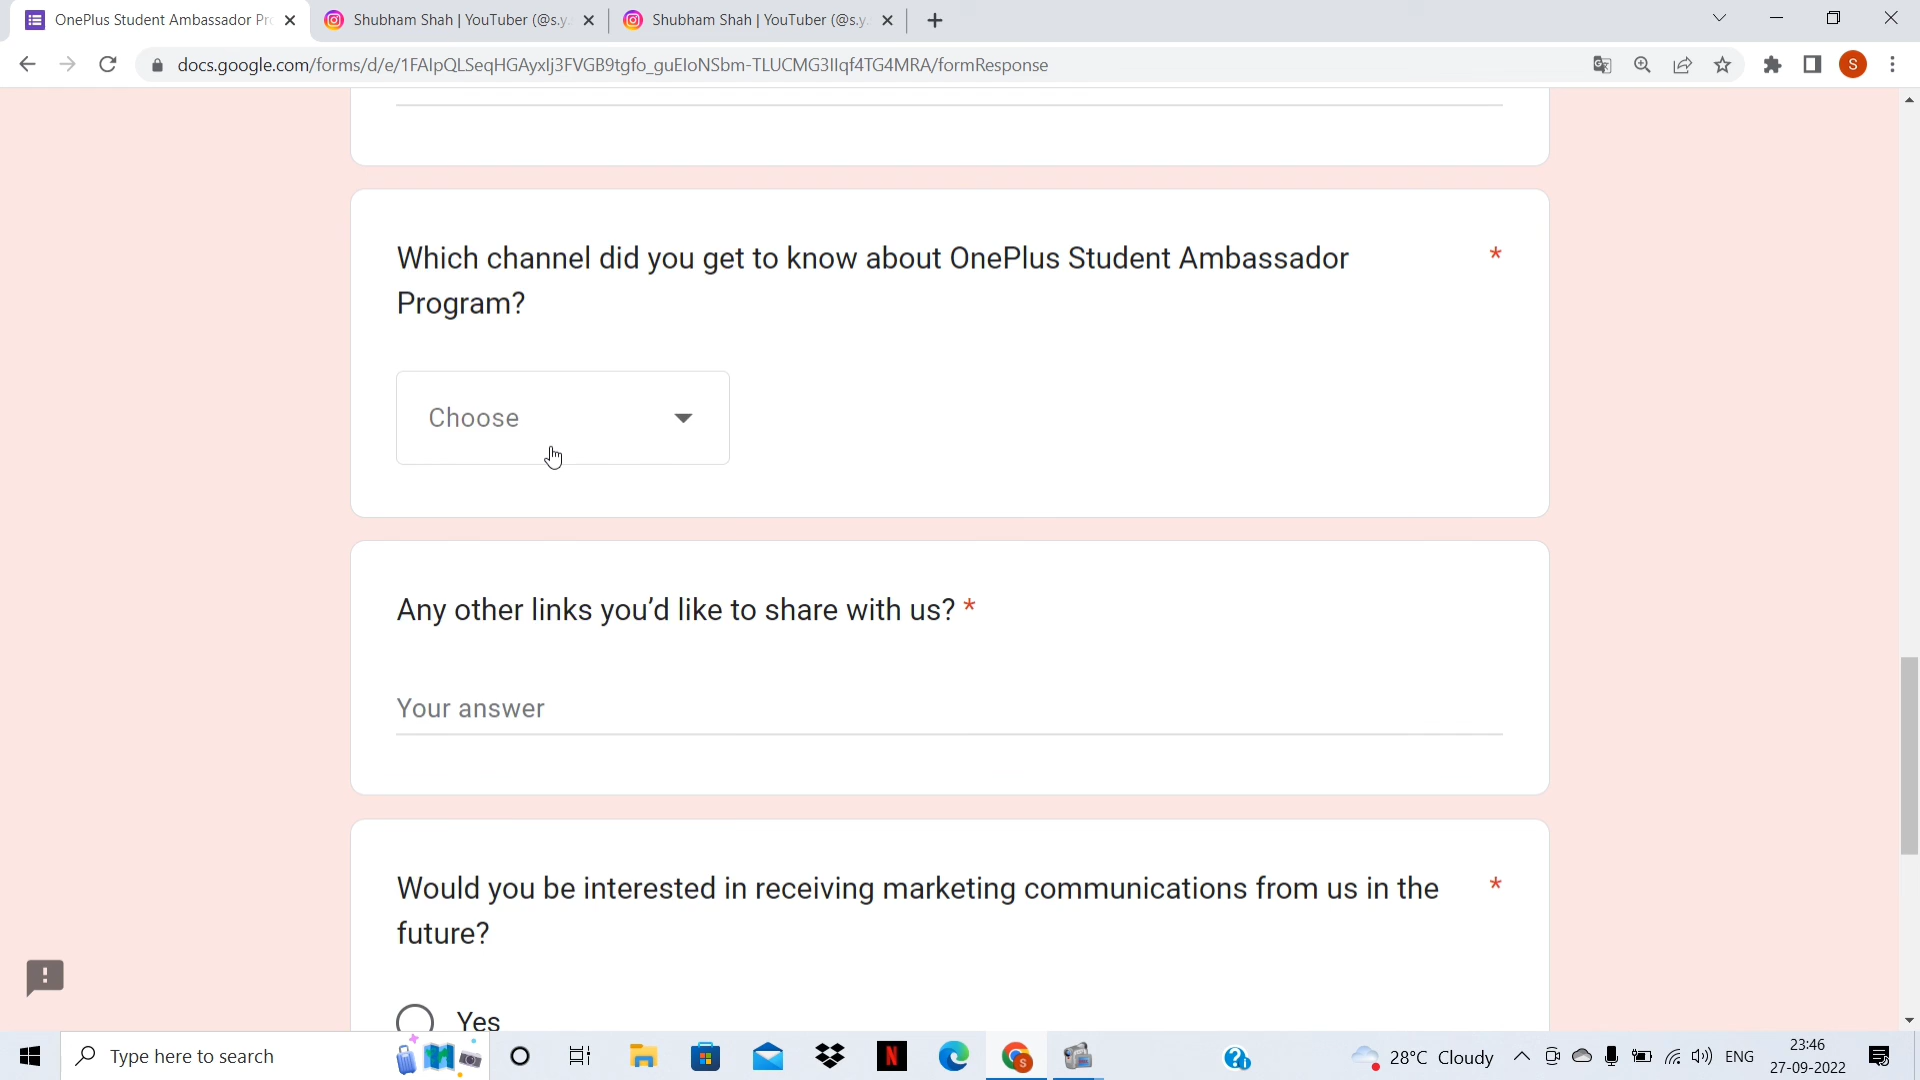 OnePlus Student Ambassador Pr
Shubham Shah | YouTuber (@s.y.
Shubham Shah | YouTuber (@s.y.
docs.google.com/forms/d/e/1FAIpQLSeqHGAyxlj3FVGB9tgfo_guEIoNSbm-TLUCMG3IIqf4TG4MRA/formResponse
S
Which channel did you get to know about OnePlus Student Ambassador *
Program?
Choose
Any other links you’d like to share with us? *
Your answer
Would you be interested in receiving marketing communications from us in the *
future?
Yes
Type here to search
28°C Cloudy
ENG
23:46
27-09-2022